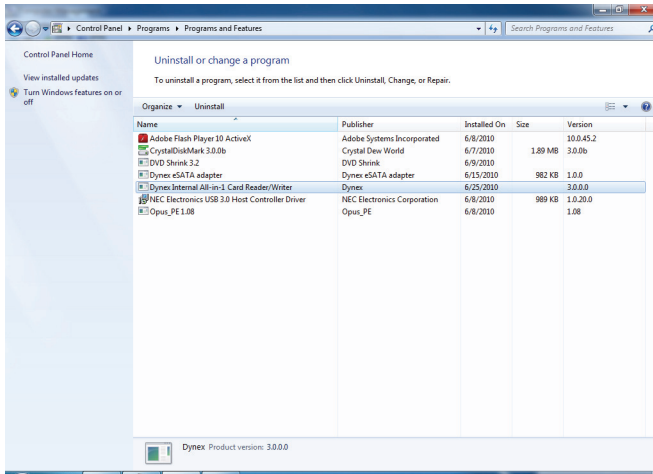 Control Panel Programs Programs and Features Search Programs and Features
Control Panel Home
View installed updates
Turn Windows features on or
off
Uninstall or change a program
To uninstall a program, select it from the list and then click Uninstall, Change, or Repair.
Organize Uninstall
Name Publisher Installed On Size Version
Adobe Flash Player 10 ActiveX Adobe Systems Incorporated 6/8/2010 10.0.45.2
CrystalDiskMark 3.0.0b Crystal Dew World 6/7/2010 1.89 MB 3.0.0b
DVD Shrink 3.2 DVD Shrink 6/9/2010
Dynex eSATA adapter Dynex eSATA adapter 6/15/2010 982 KB 1.0.0
Dynex Internal All-in-1 Card Reader/Writer Dynex 6/25/2010 3.0.0.0
NEC Electronics USB 3.0 Host Controller Driver NEC Electronics Corporation 6/8/2010 989 KB 1.0.20.0
Opus_PE 1.08 Opus_PE 6/8/2010 1.08
Dynex Product version: 3.0.0.0